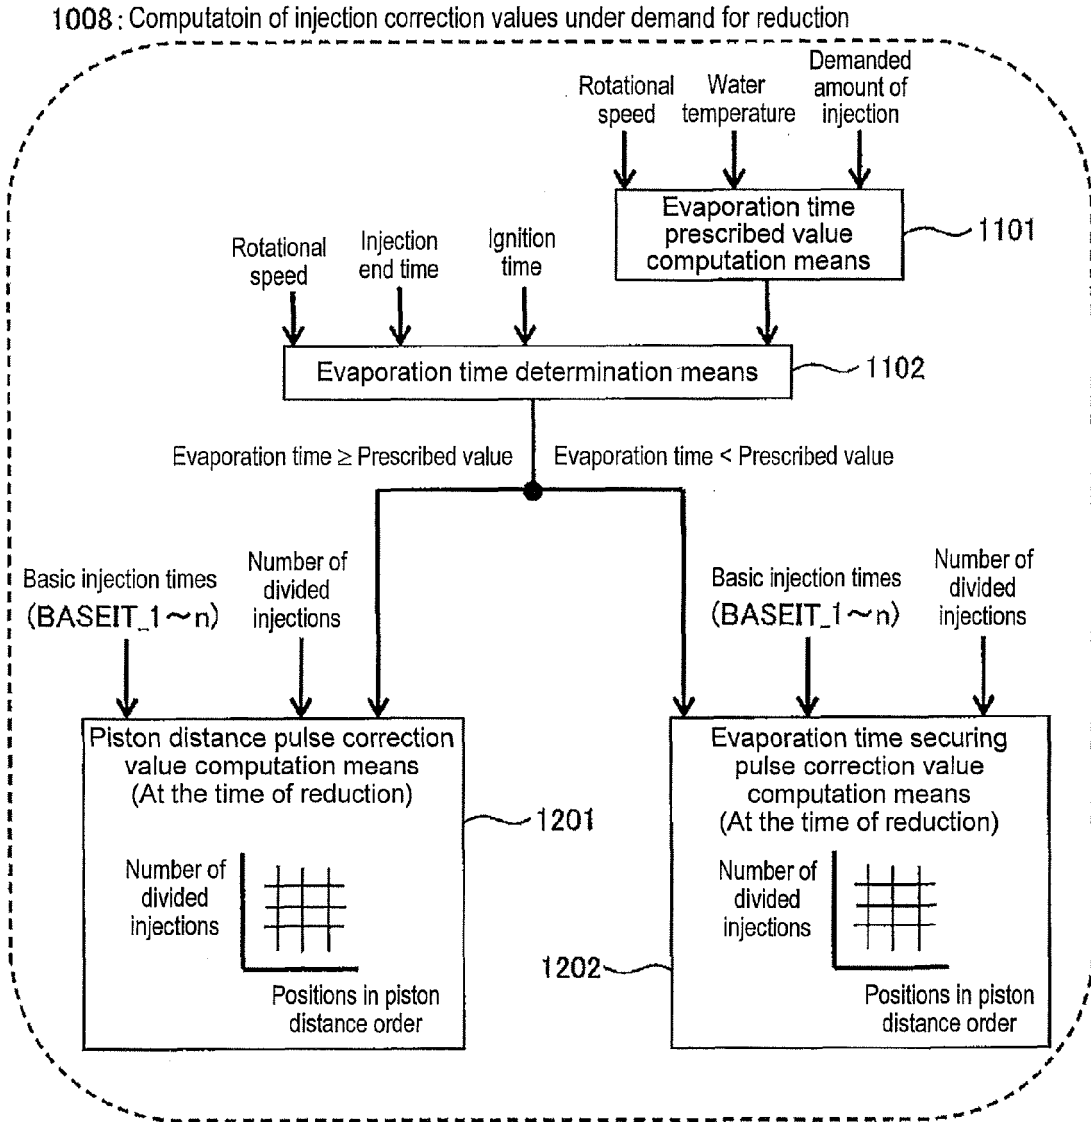 1008: Computatoin of injection correction values under demand for reduction
Rotational
speed
Water
temperature
Demanded
amount of
injection
Evaporation time
prescribed value
computation means
1101
Rotational
speed
Injection
end time
Ignition
time
Evaporation time determination means
1102
Evaporation time ≥ Prescribed value
Evaporation time < Prescribed value
Basic injection times
(BASEIT_1～n)
Number of
divided
injections
Basic injection times
(BASEIT_1～n)
Number of
divided
injections
Piston distance pulse correction
value computation means
(At the time of reduction)
1201
Number of
divided
injections
Positions in piston
distance order
Evaporation time securing
pulse correction value
computation means
(At the time of reduction)
1202
Number of
divided
injections
Positions in piston
distance order